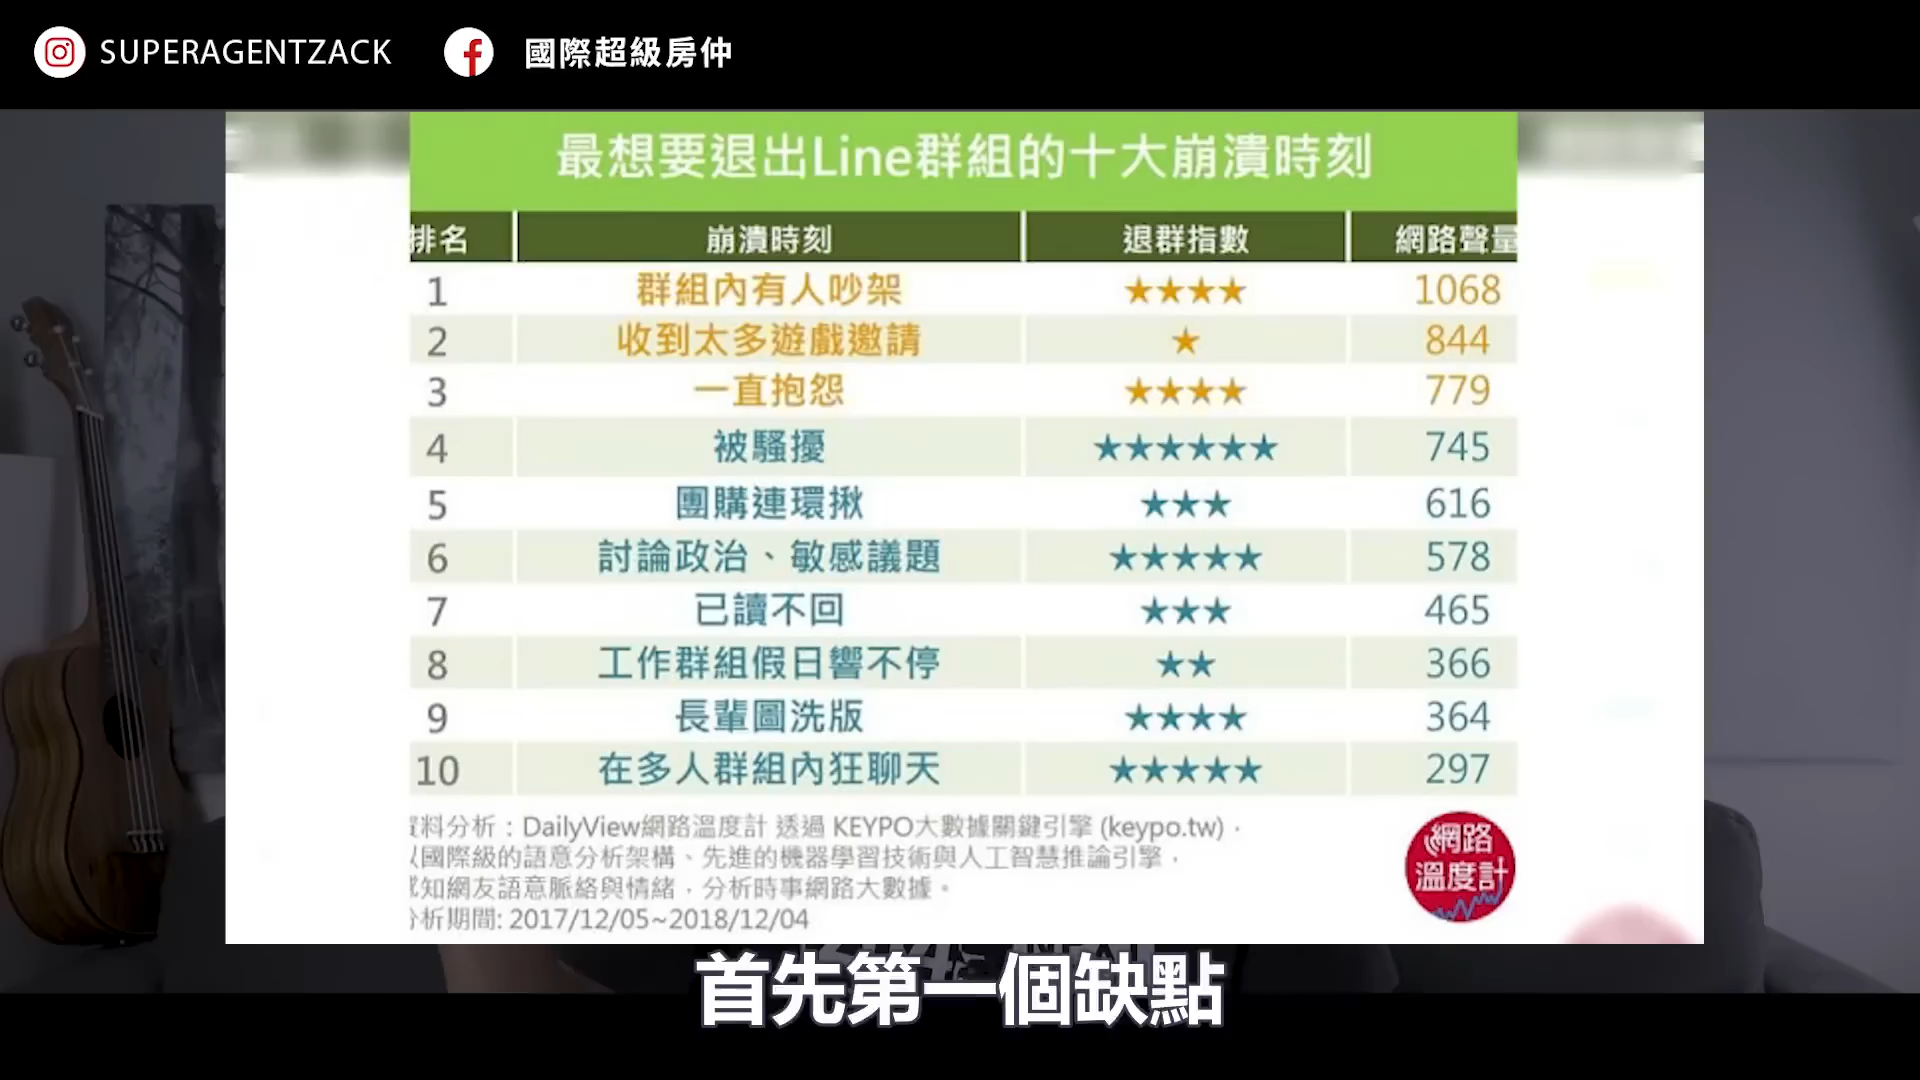 SUPERAGENTZACK 國際超級房仲
最想要退出Line群組的十大崩潰時刻
排名 崩潰時刻 退群指數 網路聲量
1 群組內有人吵架 ★★★★ 1068
2 收到太多遊戲邀請 ★ 844
3 一直抱怨 ★★★★ 779
4 被騷擾 ★★★★★★ 745
5 團購連環揪 ★★★ 616
6 討論政治、敏感議題 ★★★★★ 578
7 已讀不回 ★★★ 465
8 工作群組假日響不停 ★★ 366
9 長輩圖洗版 ★★★★ 364
10 在多人群組內狂聊天 ★★★★★ 297
資料分析：DailyView網路溫度計 透過 KEYPO大數據關鍵引擎 (keypo.tw)，
以國際級的語意分析架構、先進的機器學習技術與人工智慧推論引擎，
感知網友語意脈絡與情緒，分析時事網路大數據。
分析期間: 2017/12/05~2018/12/04
網路
溫度計
首先第一個缺點